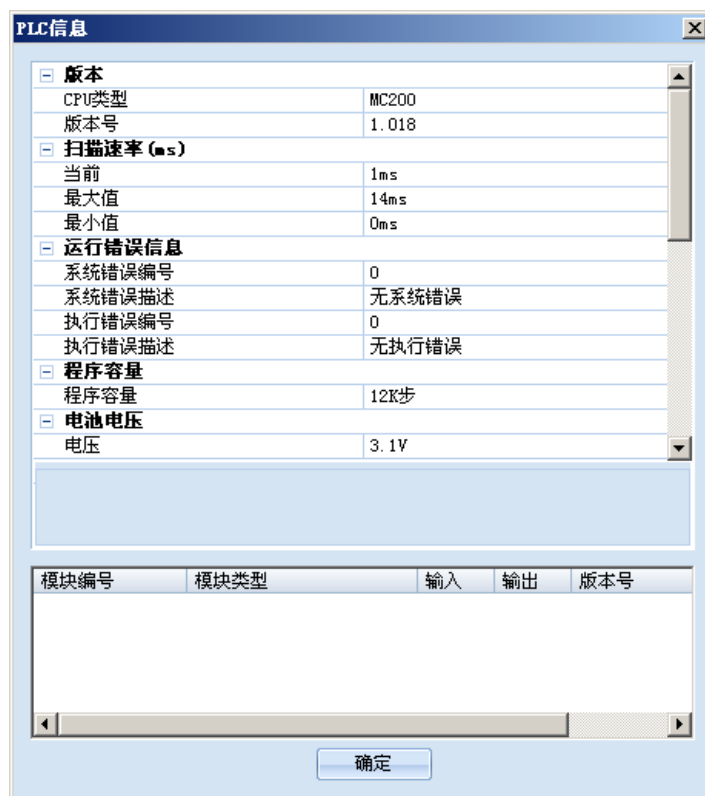 PLC信息
版本
CPU类型 MC200
版本号 1.018
扫描速率(ms)
当前 1ms
最大值 14ms
最小值 0ms
运行错误信息
系统错误编号 0
系统错误描述 无系统错误
执行错误编号 0
执行错误描述 无执行错误
程序容量
程序容量 12K步
电池电压
电压 3.1V
模块编号 模块类型 输入 输出 版本号
确定